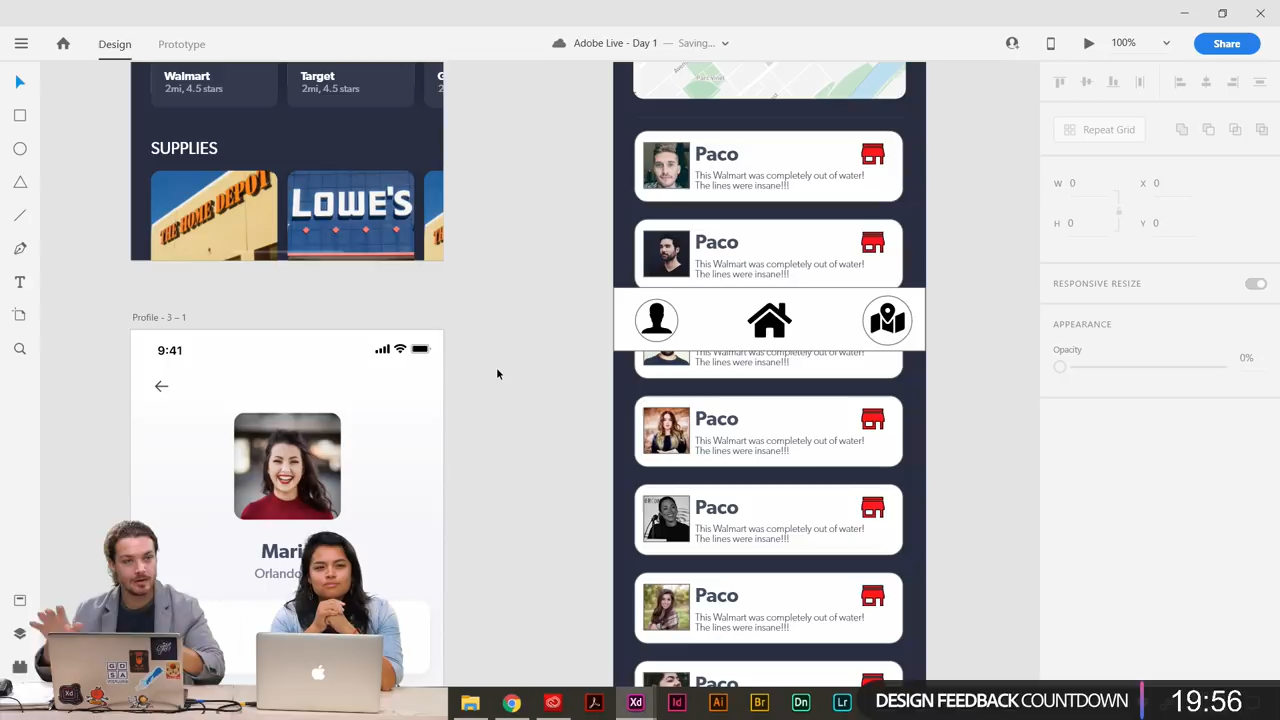 Design
Prototype
Adobe Live - Day 1 — Saving...
100%
Share
Walmart
2mi, 4.5 stars
Target
2mi, 4.5 stars
SUPPLIES
THE HOME DEPOT
LOWE'S
Profile - 3 – 1
9:41
Orlando
Paco
This Walmart was completely out of water!
The lines were insane!!!
Paco
This Walmart was completely out of water!
The lines were insane!!!
This Walmart was completely out of water!
The lines were insane!!!
Paco
This Walmart was completely out of water!
The lines were insane!!!
Paco
This Walmart was completely out of water!
The lines were insane!!!
Paco
This Walmart was completely out of water!
The lines were insane!!!
Paco
Repeat Grid
W 0
X 0
H 0
Y 0
RESPONSIVE RESIZE
APPEARANCE
Opacity
0%
Xd
Id
Ai
Br
Dn
Lr
DESIGN FEEDBACK COUNTDOWN
19:56